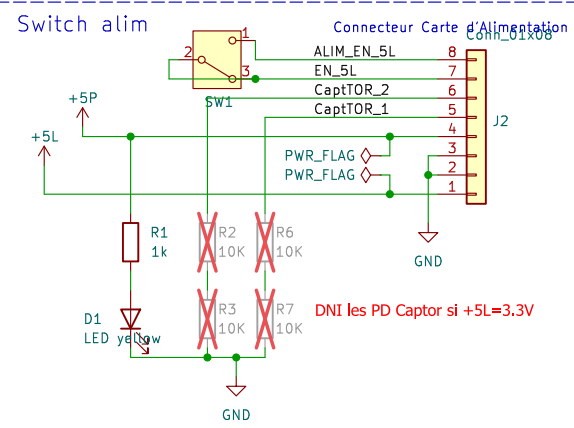 Switch alim
Connecteur Carte d'Alimentation
Conn_01x08
1
2
3
SW1
ALIM_EN_5L
8
EN_5L
7
CaptTOR_2
6
CaptTOR_1
5
J2
+5P
4
+5L
PWR_FLAG
3
PWR_FLAG
2
1
R1
1k
R2
10K
R6
10K
GND
D1
LED yellow
R3
10K
R7
10K
DNI les PD Captor si +5L=3.3V
GND